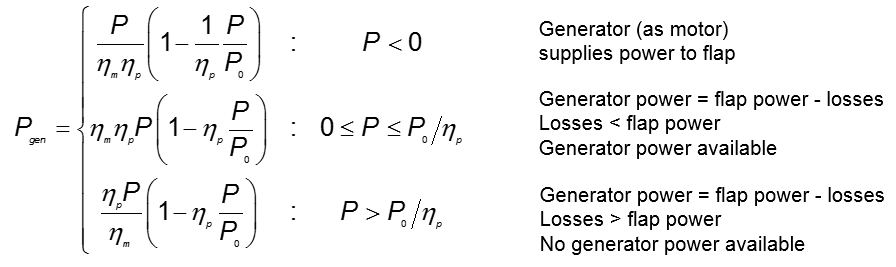 P_gen = { P/(η_m η_p) (1 − 1/η_p P/P_0) : P < 0
Generator (as motor)
supplies power to flap
η_m η_p P (1 − η_p P/P_0) : 0 ≤ P ≤ P_0/η_p
Generator power = flap power - losses
Losses < flap power
Generator power available
η_p P/η_m (1 − η_p P/P_0) : P > P_0/η_p
Generator power = flap power - losses
Losses > flap power
No generator power available